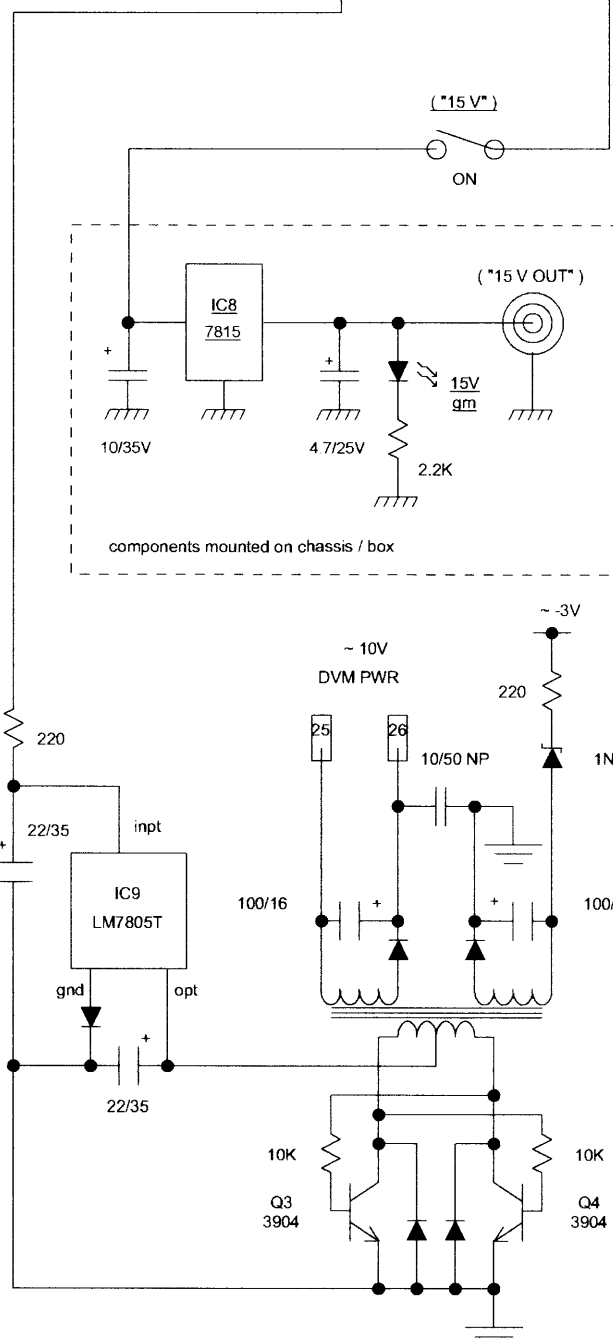 ( "15 V" )
ON
( "15 V OUT" )
IC8
7815
+
+
15V
grn
10/35V
4.7/25V
2.2K
components mounted on chassis / box
~ -3V
~ 10V
DVM PWR
220
25
26
220
10/50 NP
1N
22/35
inpt
+
IC9
LM7805T
100/16
+
+
100/
gnd
opt
+
22/35
10K
10K
Q3
3904
Q4
3904